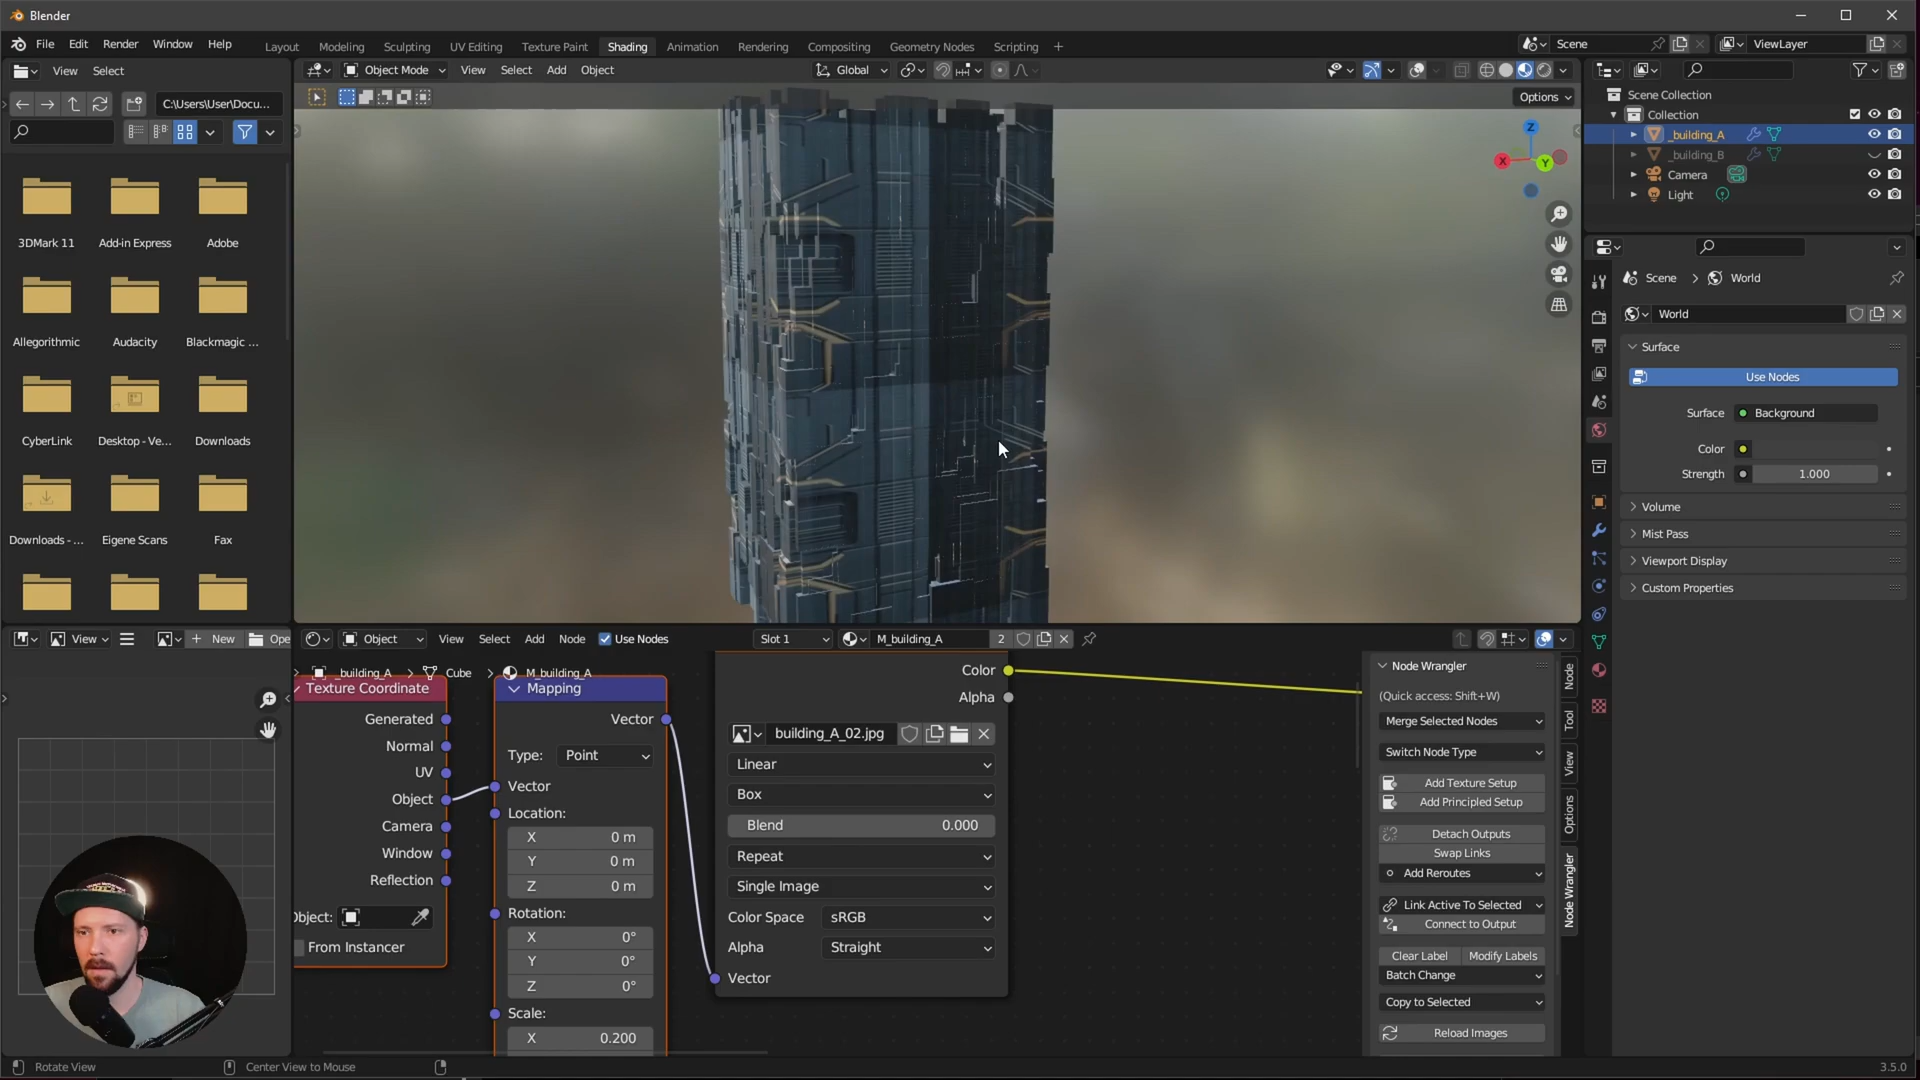 Blender
File Edit Render Window Help
Layout Modeling Sculpting UV Editing Texture Paint Shading Animation Rendering Compositing Geometry Nodes Scripting +
Scene
ViewLayer
View Select
Object Mode View Select Add Object
Global
C:\Users\User\Docu...
Options
Z
X
Y
Scene Collection
Collection
_building_A
_building_B
Camera
Light
3DMark 11
Add-in Express
Adobe
Allegorithmic
Audacity
Blackmagic ...
CyberLink
Desktop - Ve...
Downloads
Downloads - ...
Eigene Scans
Fax
Scene > World
World
Surface
Use Nodes
Surface Background
Color
Strength 1.000
Volume
Mist Pass
Viewport Display
Custom Properties
View
New
Ope
Object View Select Add Node Use Nodes
Slot 1
M_building_A 2
_building_A > Cube > M_building_A
Texture Coordinate
Generated
Normal
UV
Object
Camera
Window
Reflection
Object:
From Instancer
Mapping
Vector
Type: Point
Vector
Location:
X 0 m
Y 0 m
Z 0 m
Rotation:
X 0°
Y 0°
Z 0°
Scale:
X 0.200
Color
Alpha
building_A_02.jpg
Linear
Box
Blend 0.000
Repeat
Single Image
Color Space sRGB
Alpha Straight
Vector
Node Wrangler
(Quick access: Shift+W)
Merge Selected Nodes
Switch Node Type
Add Texture Setup
Add Principled Setup
Detach Outputs
Swap Links
Add Reroutes
Link Active To Selected
Connect to Output
Clear Label Modify Labels
Batch Change
Copy to Selected
Reload Images
Node
Tool
View
Options
Node Wrangler
Rotate View
Center View to Mouse
3.5.0